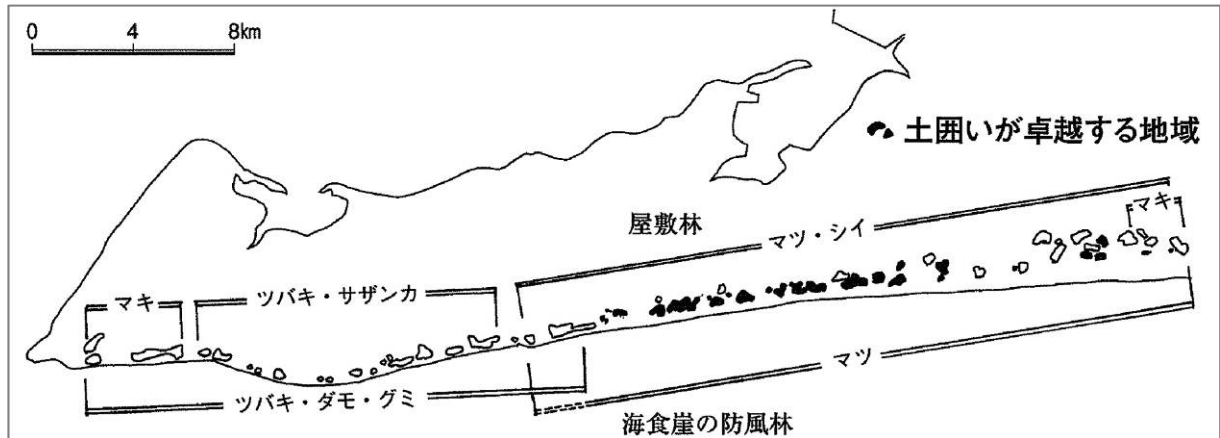 0 4 8km
土囲いが卓越する地域
屋敷林
マキ
マツ・シイ
マキ
ツバキ・サザンカ
マツ
ツバキ・ダモ・グミ
海食崖の防風林